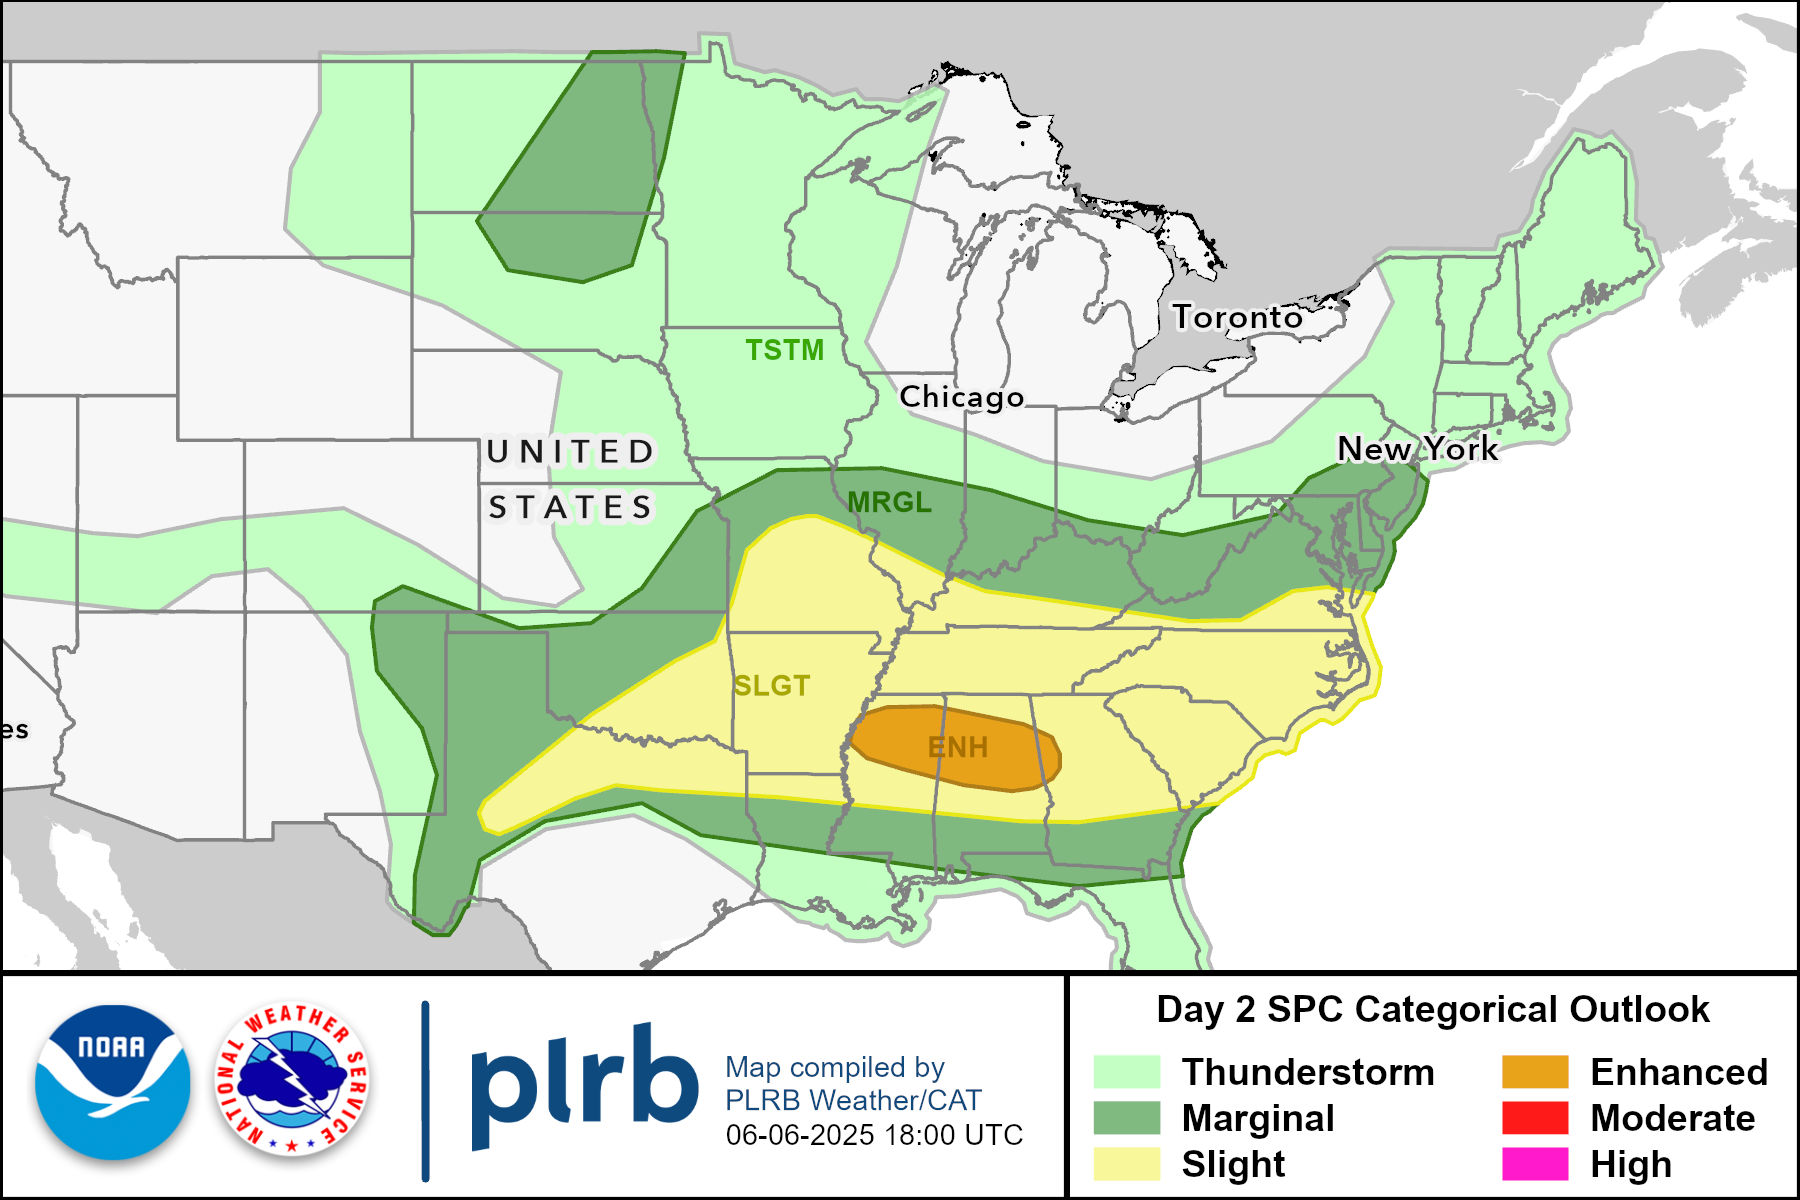 TSTM
Toronto
Chicago
New York
UNITED
STATES
MRGL
SLGT
es
ENH
NOAA
NATIONAL WEATHER SERVICE
plrb
Map compiled by
PLRB Weather/CAT
06-06-2025 18:00 UTC
Day 2 SPC Categorical Outlook
Thunderstorm
Marginal
Slight
Enhanced
Moderate
High